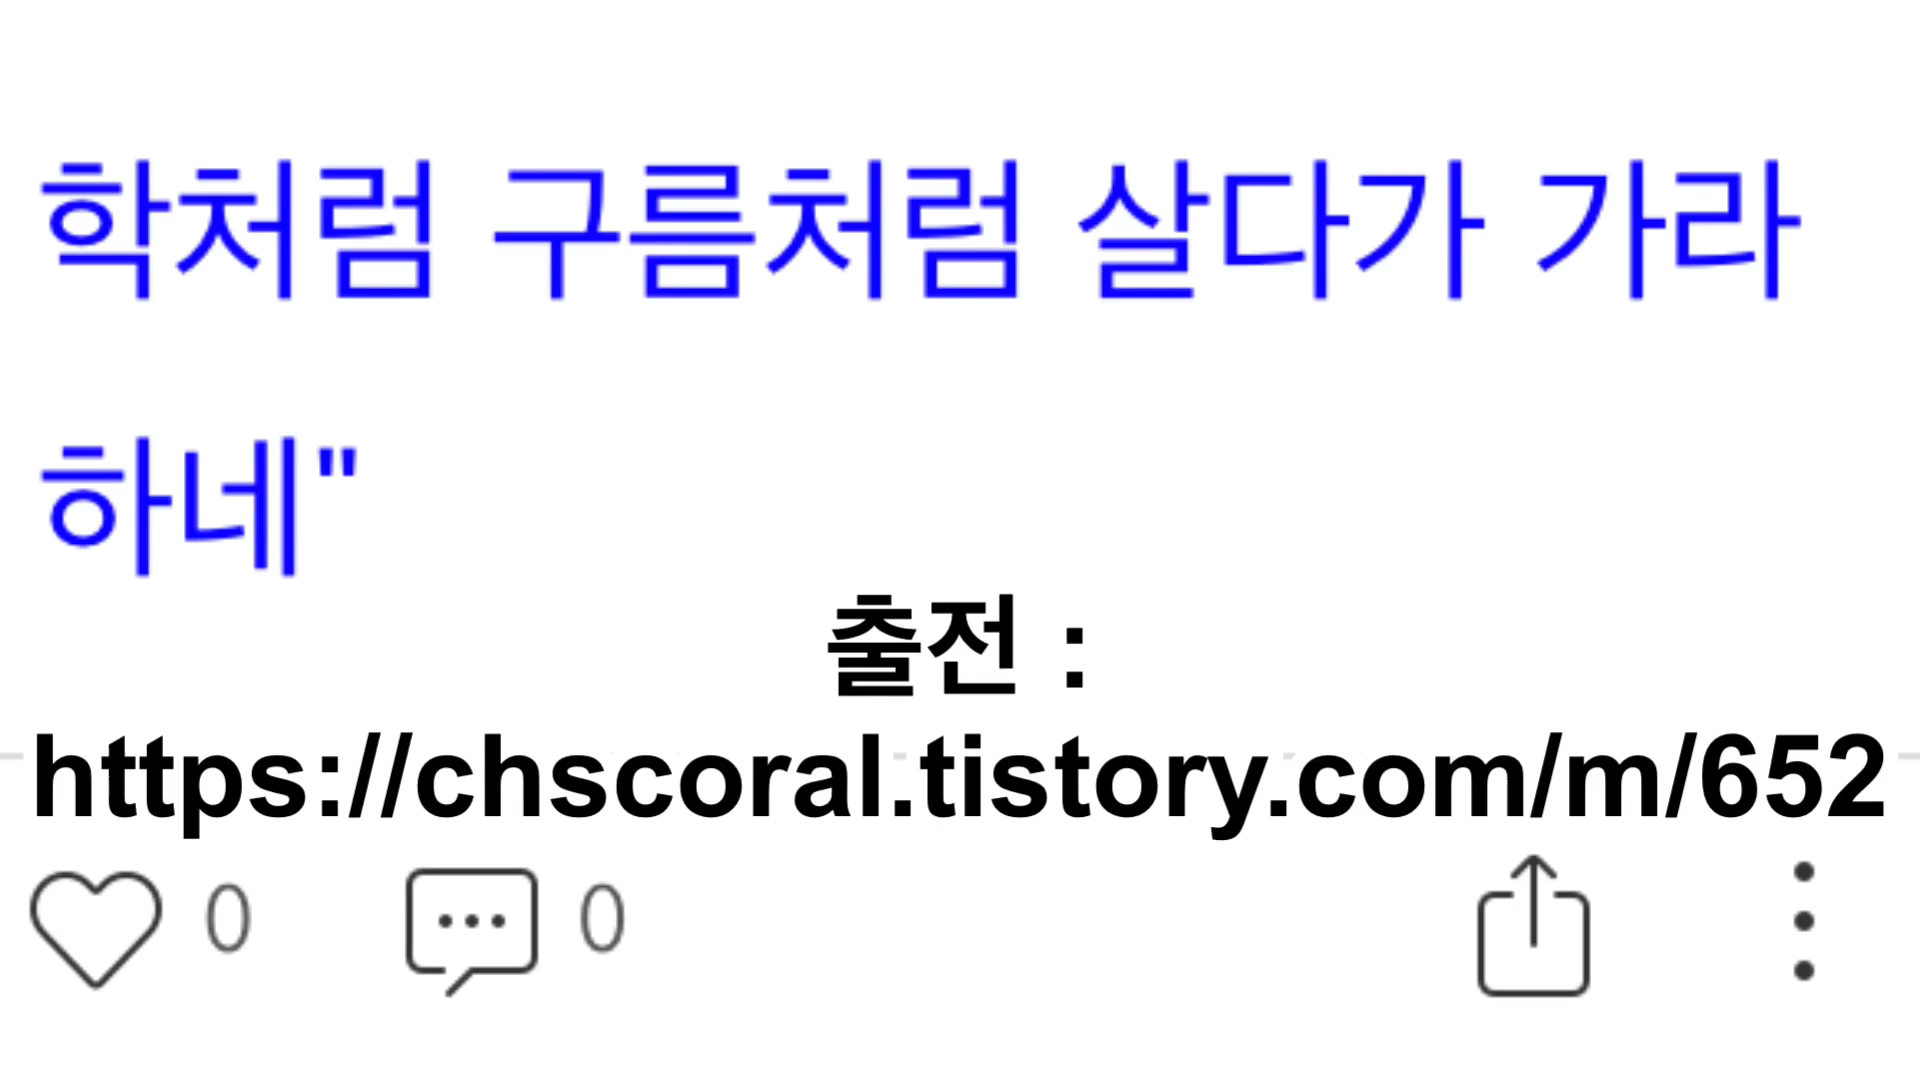 학처럼 구름처럼 살다가 가라
하네"
출전 :
https://chscoral.tistory.com/m/652
0 0